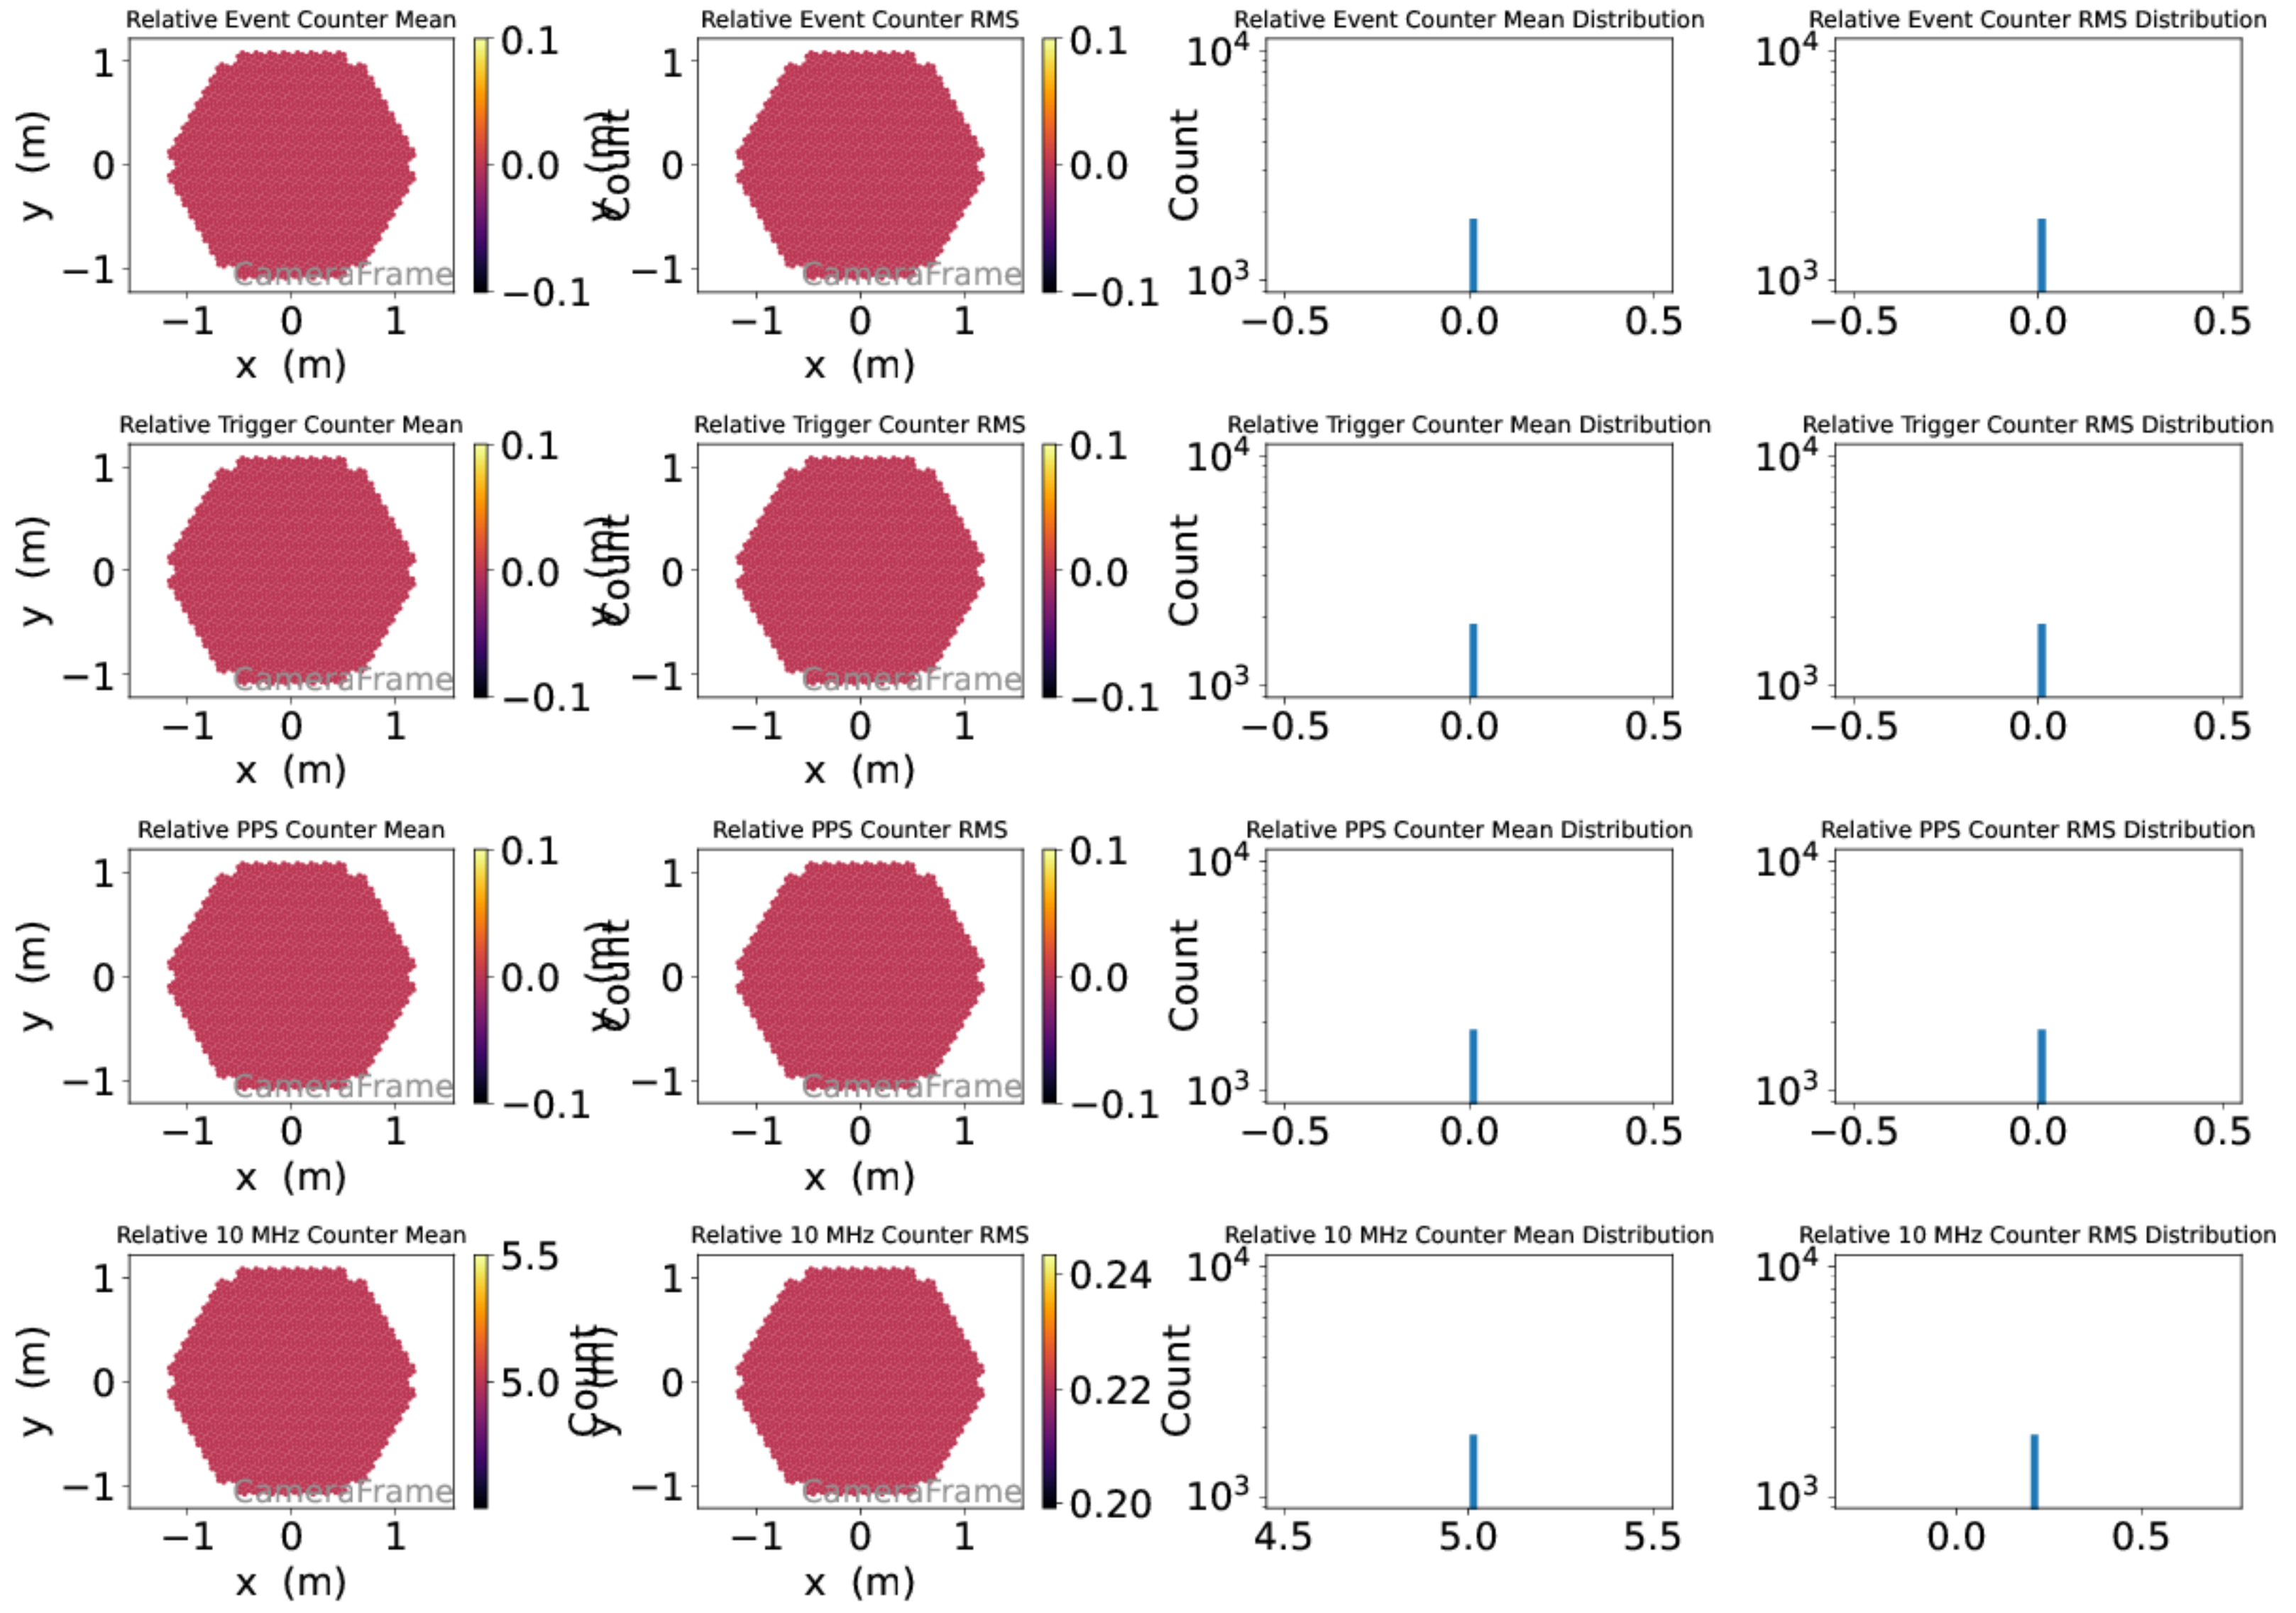 Relative Event Counter Mean
Relative Event Counter RMS
Relative Event Counter Mean Distribution
Relative Event Counter RMS Distribution
y (m)
1
0
−1
−1 0 1
x (m)
CameraFrame
0.1
0.0
−0.1
Count
y (m)
1
0
−1
−1 0 1
x (m)
CameraFrame
0.1
0.0
−0.1
Count
10⁴
10³
−0.5 0.0 0.5
10⁴
10³
−0.5 0.0 0.5
Relative Trigger Counter Mean
Relative Trigger Counter RMS
Relative Trigger Counter Mean Distribution
Relative Trigger Counter RMS Distribution
y (m)
1
0
−1
−1 0 1
x (m)
CameraFrame
0.1
0.0
−0.1
Count
y (m)
1
0
−1
−1 0 1
x (m)
CameraFrame
0.1
0.0
−0.1
Count
10⁴
10³
−0.5 0.0 0.5
10⁴
10³
−0.5 0.0 0.5
Relative PPS Counter Mean
Relative PPS Counter RMS
Relative PPS Counter Mean Distribution
Relative PPS Counter RMS Distribution
y (m)
1
0
−1
−1 0 1
x (m)
CameraFrame
0.1
0.0
−0.1
Count
y (m)
1
0
−1
−1 0 1
x (m)
CameraFrame
0.1
0.0
−0.1
Count
10⁴
10³
−0.5 0.0 0.5
10⁴
10³
−0.5 0.0 0.5
Relative 10 MHz Counter Mean
Relative 10 MHz Counter RMS
Relative 10 MHz Counter Mean Distribution
Relative 10 MHz Counter RMS Distribution
y (m)
1
0
−1
−1 0 1
x (m)
CameraFrame
5.5
5.0
Count
y (m)
1
0
−1
−1 0 1
x (m)
CameraFrame
0.24
0.22
0.20
Count
10⁴
10³
4.5 5.0 5.5
10⁴
10³
0.0 0.5